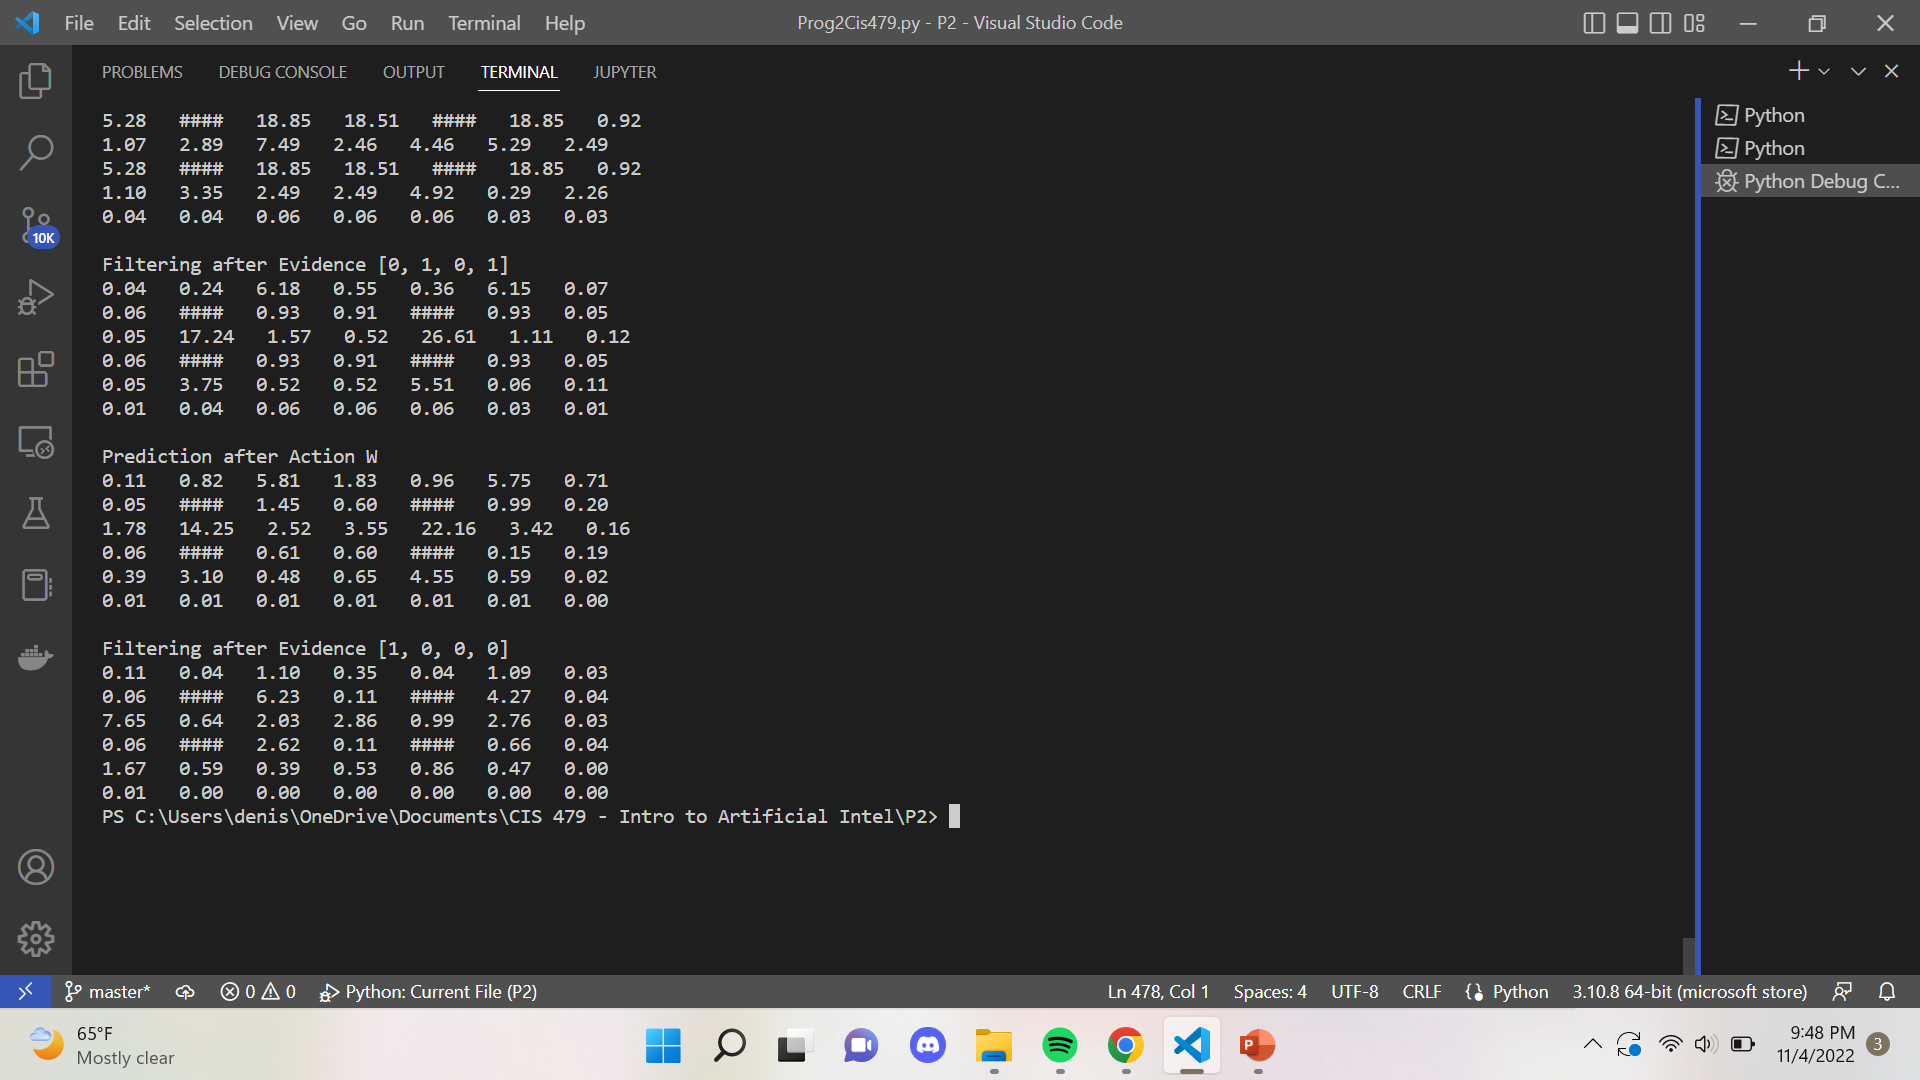 File Edit Selection View Go Run Terminal Help Prog2Cis479.py - P2 - Visual Studio Code
PROBLEMS DEBUG CONSOLE OUTPUT TERMINAL JUPYTER
Python
Python
Python Debug C...
10K
5.28 #### 18.85 18.51 #### 18.85 0.92
1.07 2.89 7.49 2.46 4.46 5.29 2.49
5.28 #### 18.85 18.51 #### 18.85 0.92
1.10 3.35 2.49 2.49 4.92 0.29 2.26
0.04 0.04 0.06 0.06 0.06 0.03 0.03
Filtering after Evidence [0, 1, 0, 1]
0.04 0.24 6.18 0.55 0.36 6.15 0.07
0.06 #### 0.93 0.91 #### 0.93 0.05
0.05 17.24 1.57 0.52 26.61 1.11 0.12
0.06 #### 0.93 0.91 #### 0.93 0.05
0.05 3.75 0.52 0.52 5.51 0.06 0.11
0.01 0.04 0.06 0.06 0.06 0.03 0.01
Prediction after Action W
0.11 0.82 5.81 1.83 0.96 5.75 0.71
0.05 #### 1.45 0.60 #### 0.99 0.20
1.78 14.25 2.52 3.55 22.16 3.42 0.16
0.06 #### 0.61 0.60 #### 0.15 0.19
0.39 3.10 0.48 0.65 4.55 0.59 0.02
0.01 0.01 0.01 0.01 0.01 0.01 0.00
Filtering after Evidence [1, 0, 0, 0]
0.11 0.04 1.10 0.35 0.04 1.09 0.03
0.06 #### 6.23 0.11 #### 4.27 0.04
7.65 0.64 2.03 2.86 0.99 2.76 0.03
0.06 #### 2.62 0.11 #### 0.66 0.04
1.67 0.59 0.39 0.53 0.86 0.47 0.00
0.01 0.00 0.00 0.00 0.00 0.00 0.00
PS C:\Users\denis\OneDrive\Documents\CIS 479 - Intro to Artificial Intel\P2>
master* 0 0 Python: Current File (P2) Ln 478, Col 1 Spaces: 4 UTF-8 CRLF Python 3.10.8 64-bit (microsoft store)
65°F
Mostly clear
P
9:48 PM
11/4/2022
3